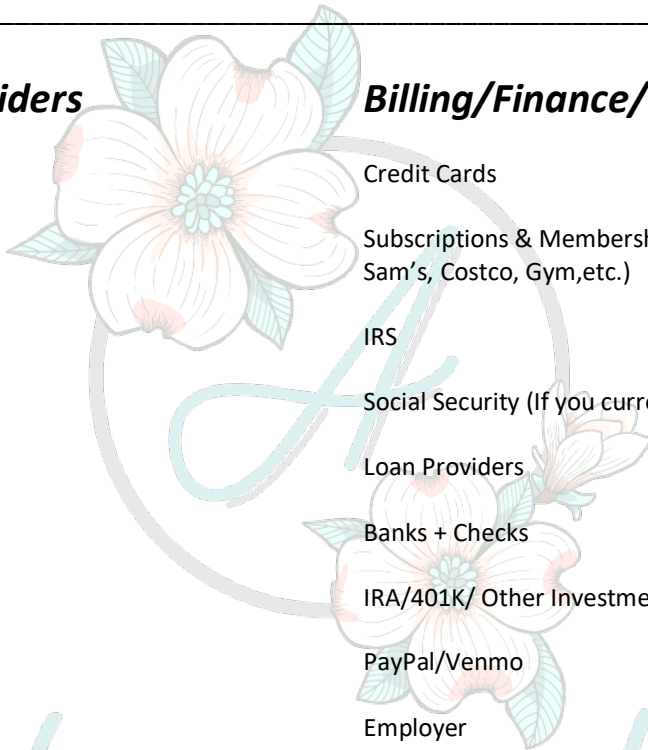 iders
Billing/Finance/
Credit Cards
Subscriptions & Membersh
Sam’s, Costco, Gym,etc.)
IRS
Social Security (If you curre
Loan Providers
Banks + Checks
IRA/401K/ Other Investme
PayPal/Venmo
Employer
A